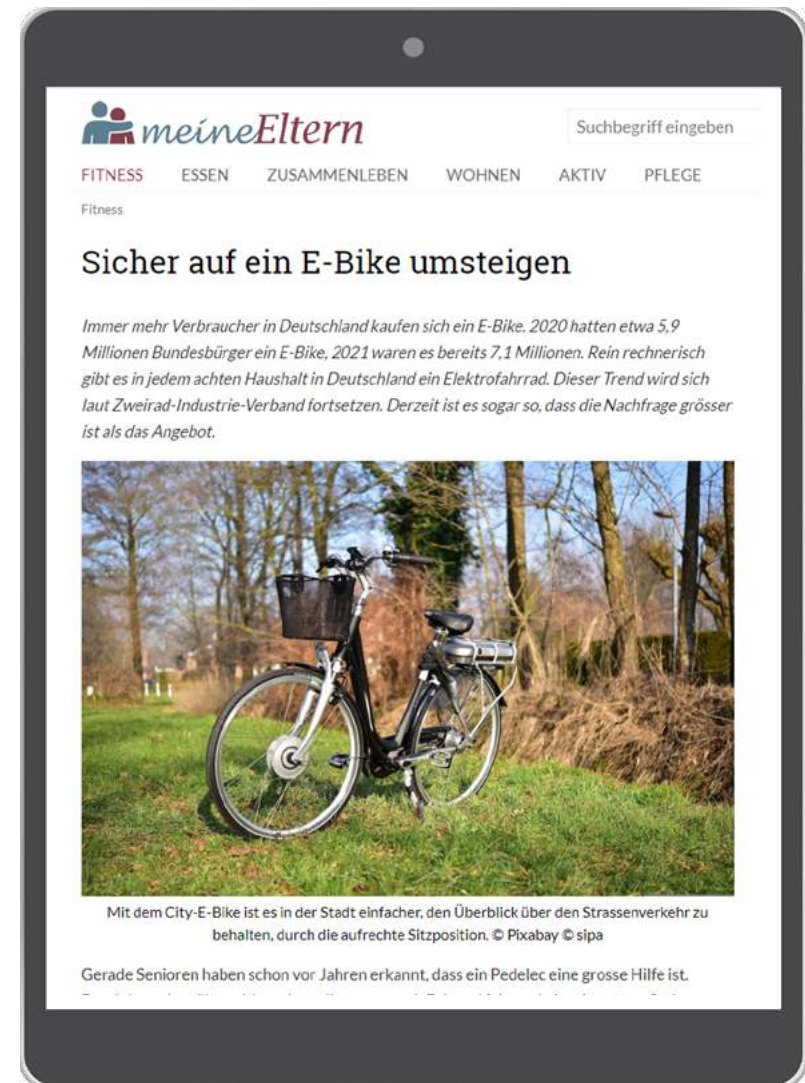 meineEltern
Suchbegriff eingeben
FITNESS ESSEN ZUSAMMENLEBEN WOHNEN AKTIV PFLEGE
Fitness
Sicher auf ein E-Bike umsteigen
Immer mehr Verbraucher in Deutschland kaufen sich ein E-Bike. 2020 hatten etwa 5,9
Millionen Bundesbürger ein E-Bike, 2021 waren es bereits 7,1 Millionen. Rein rechnerisch
gibt es in jedem achten Haushalt in Deutschland ein Elektrofahrrad. Dieser Trend wird sich
laut Zweirad-Industrie-Verband fortsetzen. Derzeit ist es sogar so, dass die Nachfrage grösser
ist als das Angebot.
Mit dem City-E-Bike ist es in der Stadt einfacher, den Überblick über den Strassenverkehr zu
behalten, durch die aufrechte Sitzposition. © Pixabay © sipa
Gerade Senioren haben schon vor Jahren erkannt, dass ein Pedelec eine grosse Hilfe ist.